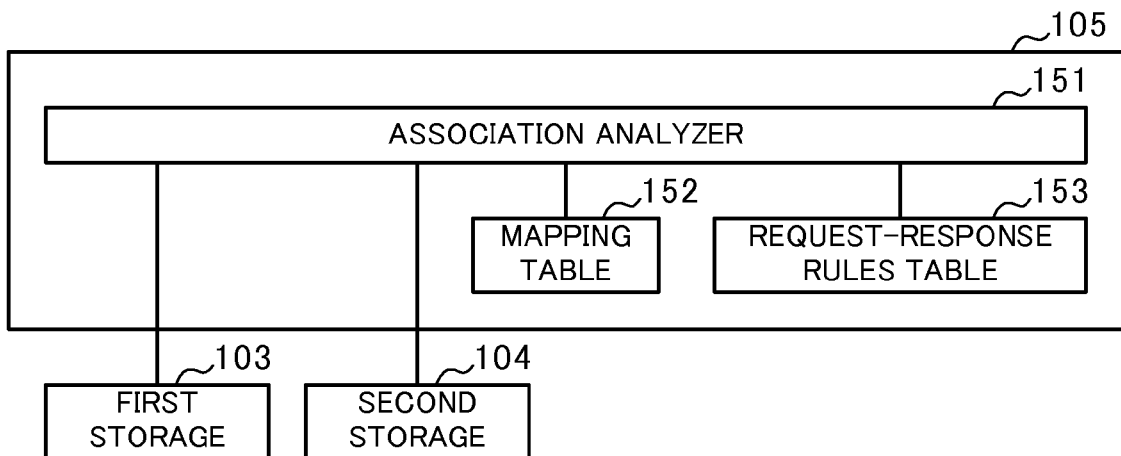 105
151
ASSOCIATION ANALYZER
152
153
MAPPING
TABLE
REQUEST-RESPONSE
RULES TABLE
103
104
FIRST
STORAGE
SECOND
STORAGE